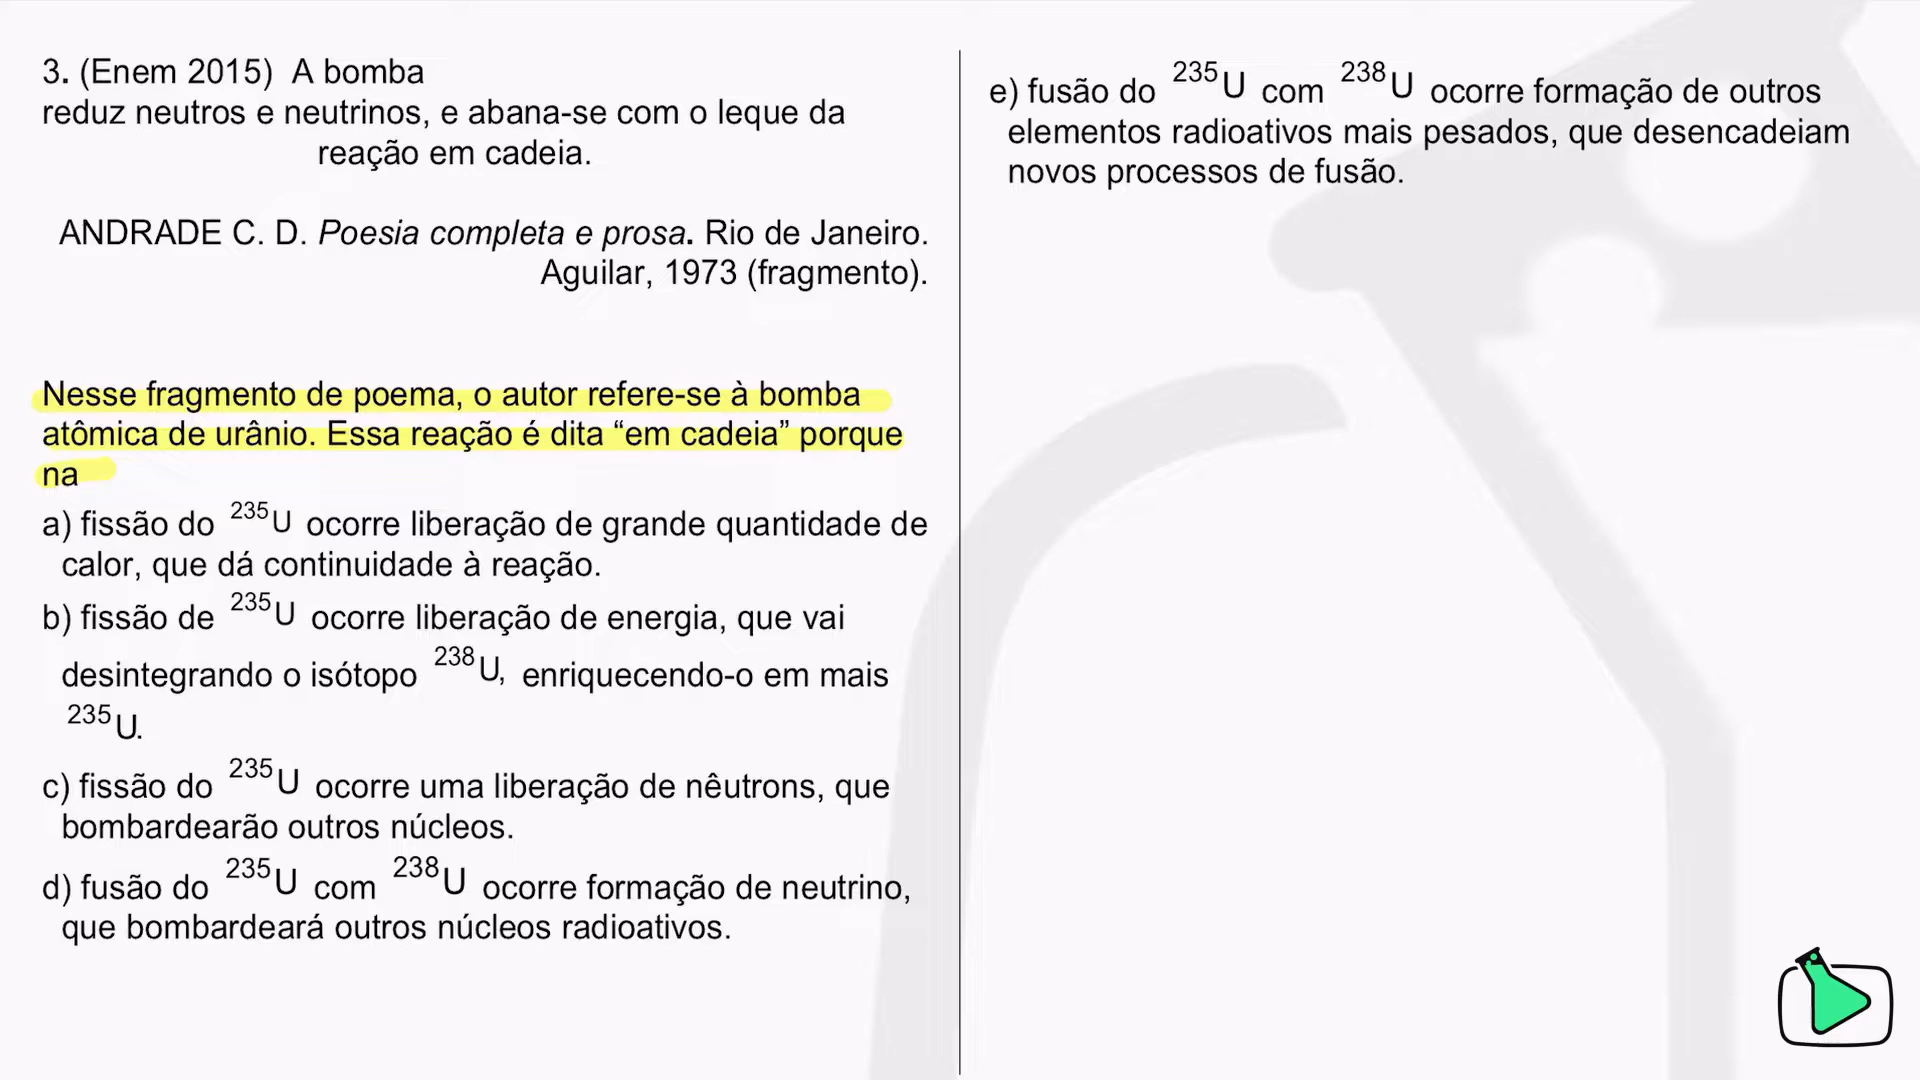 3. (Enem 2015) A bomba
reduz neutros e neutrinos, e abana-se com o leque da
reação em cadeia.
ANDRADE C. D. Poesia completa e prosa. Rio de Janeiro.
Aguilar, 1973 (fragmento).
Nesse fragmento de poema, o autor refere-se à bomba
atômica de urânio. Essa reação é dita “em cadeia” porque
na
a) fissão do ²³⁵U ocorre liberação de grande quantidade de
calor, que dá continuidade à reação.
b) fissão de ²³⁵U ocorre liberação de energia, que vai
desintegrando o isótopo ²³⁸U, enriquecendo-o em mais
²³⁵U.
c) fissão do ²³⁵U ocorre uma liberação de nêutrons, que
bombardearão outros núcleos.
d) fusão do ²³⁵U com ²³⁸U ocorre formação de neutrino,
que bombardeará outros núcleos radioativos.
e) fusão do ²³⁵U com ²³⁸U ocorre formação de outros
elementos radioativos mais pesados, que desencadeiam
novos processos de fusão.